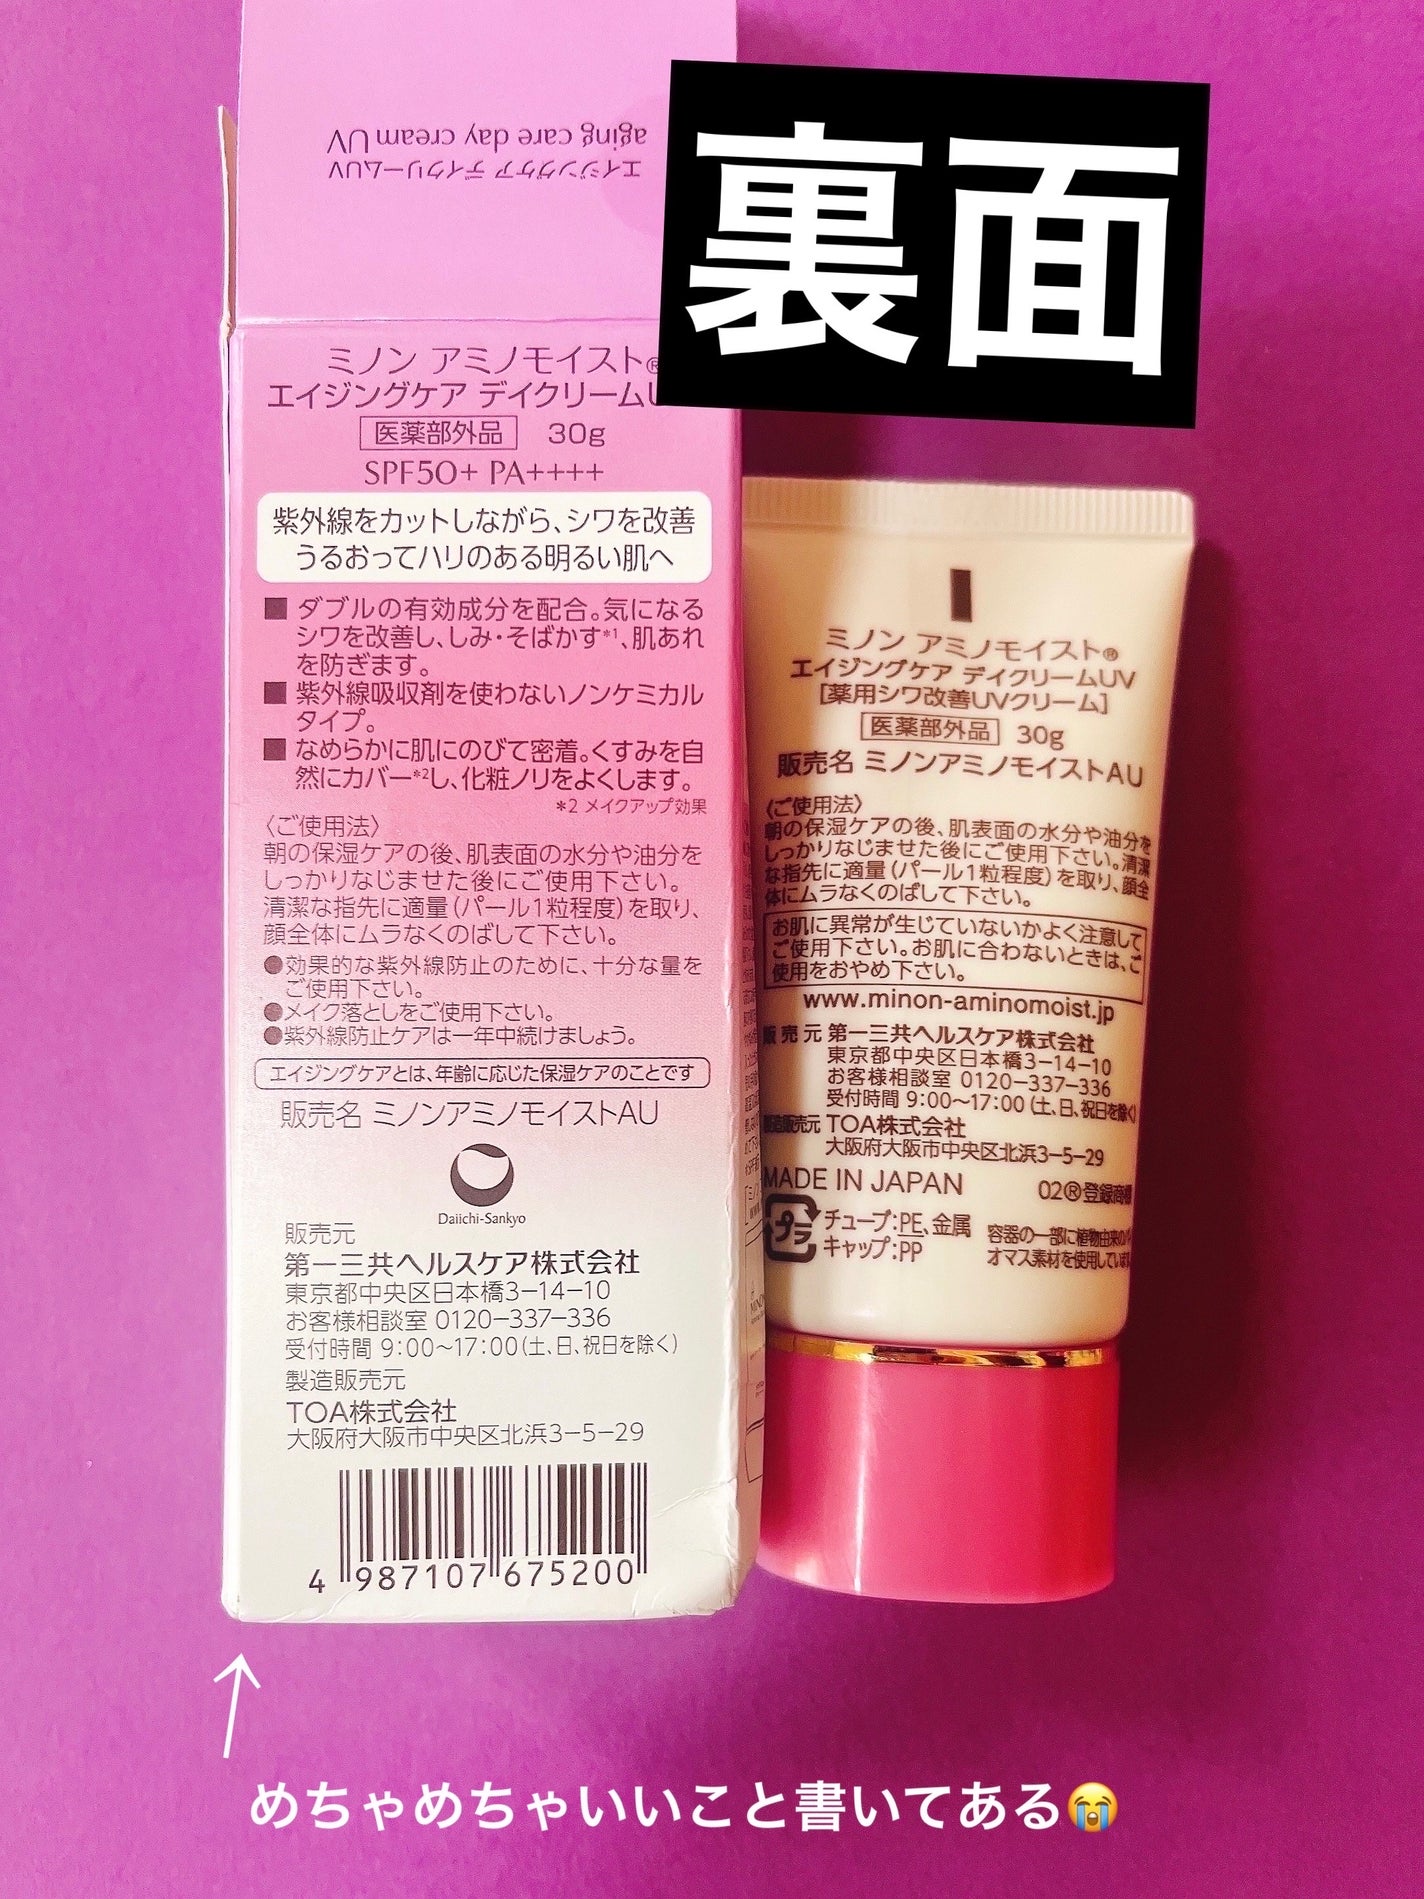 裏面
aging care day cream UV
エイジングケア デイクリームUV
ミノン アミノモイスト®
エイジングケア デイクリームU
医薬部外品 30g
SPF50+ PA++++
紫外線をカットしながら、シワを改善
うるおってハリのある明るい肌へ
■ ダブルの有効成分を配合。気になる
シワを改善し、しみ・そばかす*1、肌あれ
を防ぎます。
■ 紫外線吸収剤を使わないノンケミカル
タイプ。
■ なめらかに肌にのびて密着。くすみを自
然にカバー*2し、化粧ノリをよくします。
*2 メイクアップ効果
〈ご使用法〉
朝の保湿ケアの後、肌表面の水分や油分を
しっかりなじませた後にご使用下さい。
清潔な指先に適量(パール1粒程度)を取り、
顔全体にムラなくのばして下さい。
●効果的な紫外線防止のために、十分な量を
ご使用下さい。
●メイク落としをご使用下さい。
●紫外線防止ケアは一年中続けましょう。
エイジングケアとは、年齢に応じた保湿ケアのことです
販売名 ミノンアミノモイストAU
Daiichi-Sankyo
販売元
第一三共ヘルスケア株式会社
東京都中央区日本橋3-14-10
お客様相談室 0120-337-336
受付時間 9:00~17:00(土、日、祝日を除く)
製造販売元
TOA株式会社
大阪府大阪市中央区北浜3-5-29
4 987107 675200
ミノン アミノモイスト®
エイジングケア デイクリームUV
[薬用シワ改善UVクリーム]
医薬部外品 30g
販売名 ミノンアミノモイストAU
〈ご使用法〉
朝の保湿ケアの後、肌表面の水分や油分を
しっかりなじませた後にご使用下さい。清潔
な指先に適量(パール1粒程度)を取り、顔全
体にムラなくのばして下さい。
お肌に異常が生じていないかよく注意して
ご使用下さい。お肌に合わないときは、ご
使用をおやめ下さい。
www.minon-aminomoist.jp
販売元 第一三共ヘルスケア株式会社
東京都中央区日本橋3-14-10
お客様相談室 0120-337-336
受付時間 9:00~17:00(土、日、祝日を除く)
製造販売元 TOA株式会社
大阪府大阪市中央区北浜3-5-29
MADE IN JAPAN 02®登録商標
プラ チューブ:PE、金属
キャップ:PP
容器の一部に植物由来のバイ
オマス素材を使用しています
めちゃめちゃいいこと書いてある😭